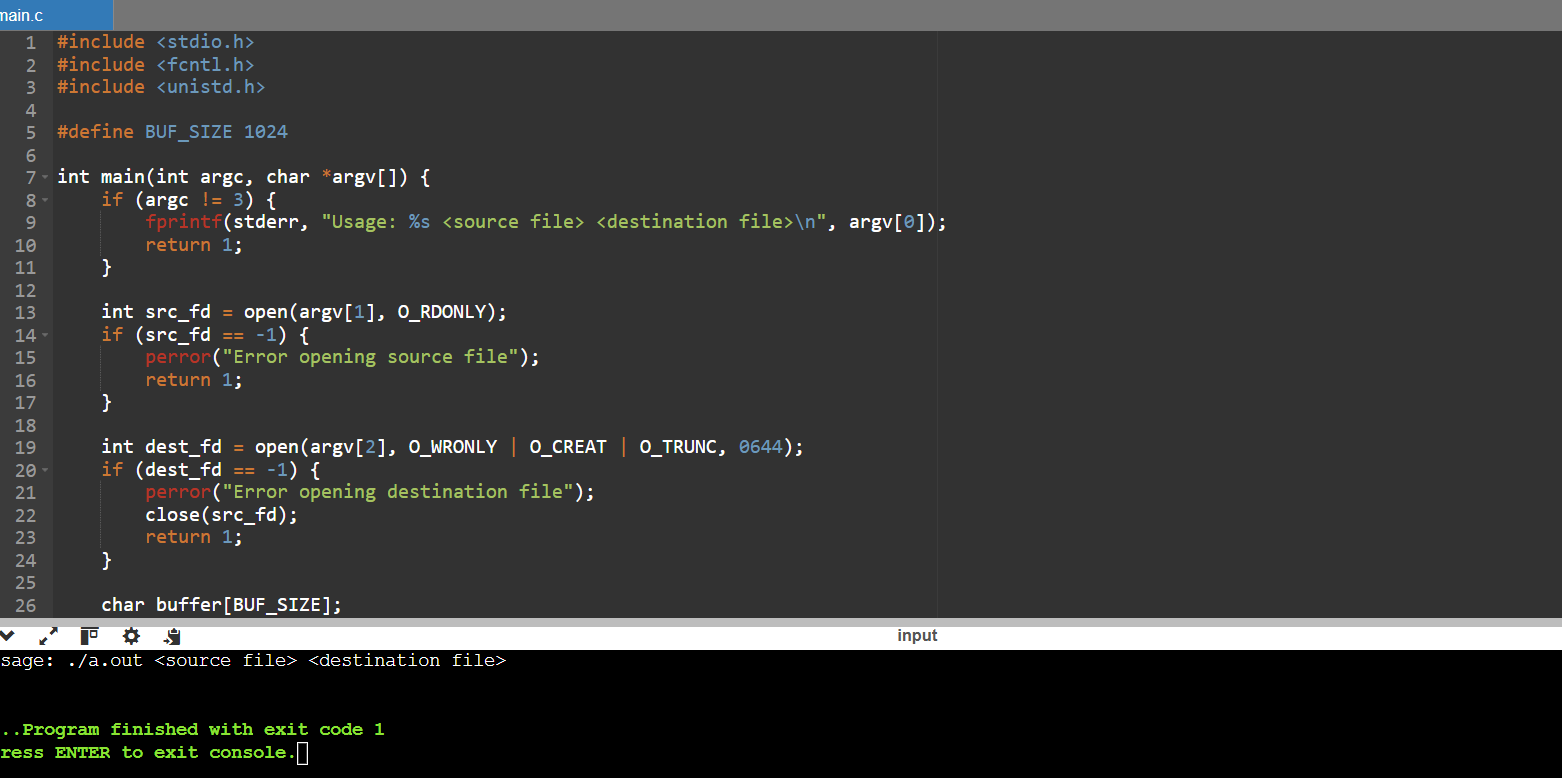 main.c
1 #include <stdio.h>
2 #include <fcntl.h>
3 #include <unistd.h>
4
5 #define BUF_SIZE 1024
6
7 int main(int argc, char *argv[]) {
8     if (argc != 3) {
9         fprintf(stderr, "Usage: %s <source file> <destination file>\n", argv[0]);
10         return 1;
11     }
12
13     int src_fd = open(argv[1], O_RDONLY);
14     if (src_fd == -1) {
15         perror("Error opening source file");
16         return 1;
17     }
18
19     int dest_fd = open(argv[2], O_WRONLY | O_CREAT | O_TRUNC, 0644);
20     if (dest_fd == -1) {
21         perror("Error opening destination file");
22         close(src_fd);
23         return 1;
24     }
25
26     char buffer[BUF_SIZE];
input
sage: ./a.out <source file> <destination file>
..Program finished with exit code 1
ress ENTER to exit console.